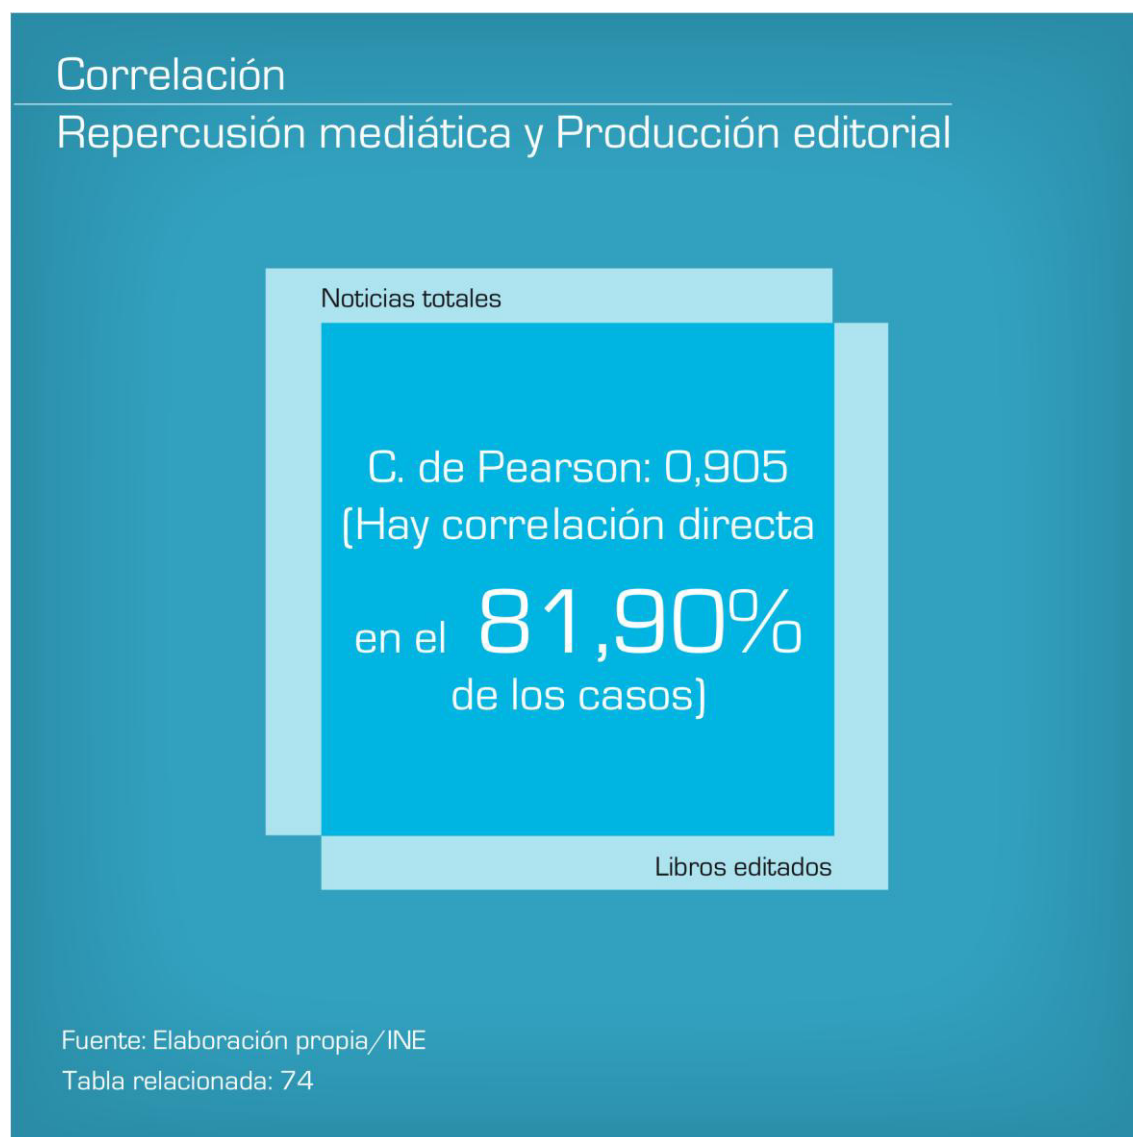 Correlación
Repercusión mediática y Producción editorial
Noticias totales
C. de Pearson: 0,905
(Hay correlación directa
en el 81,90%
de los casos)
Libros editados
Fuente: Elaboración propia/INE
Tabla relacionada: 74